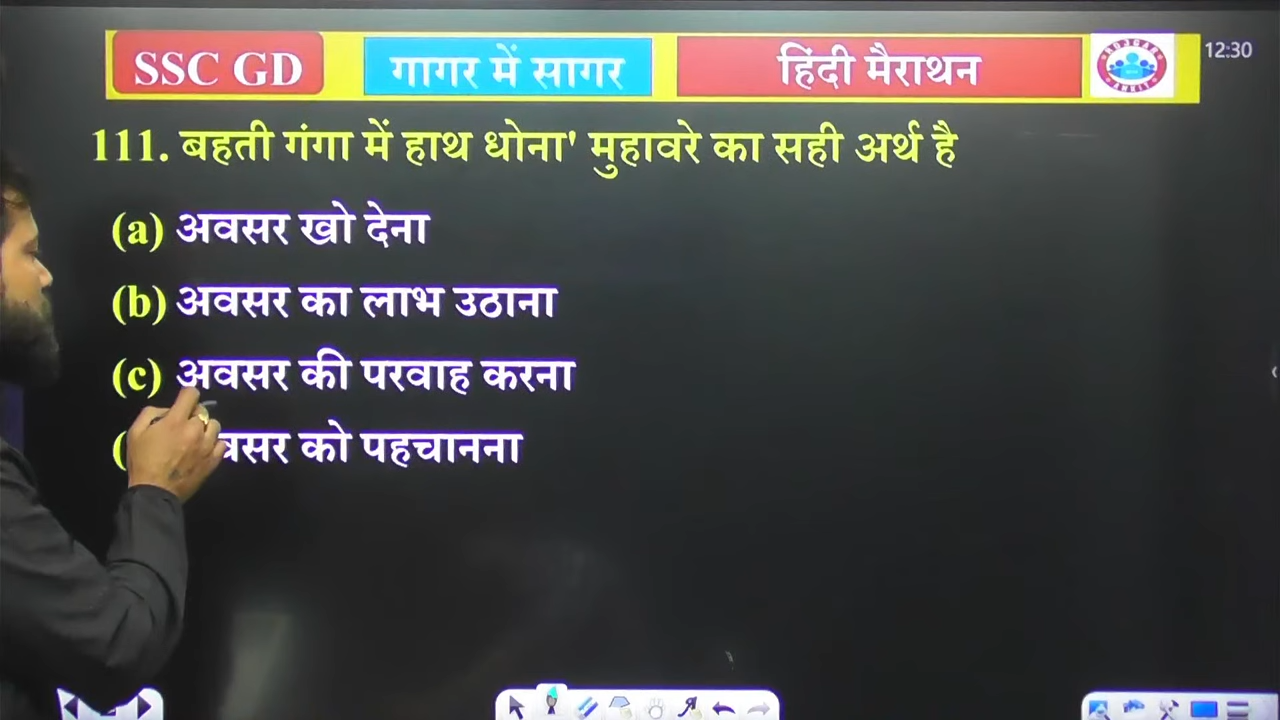 SSC GD गागर में सागर हिंदी मैराथन 12:30
111. बहती गंगा में हाथ धोना' मुहावरे का सही अर्थ है
(a) अवसर खो देना
(b) अवसर का लाभ उठाना
(c) अवसर की परवाह करना
को पहचानना